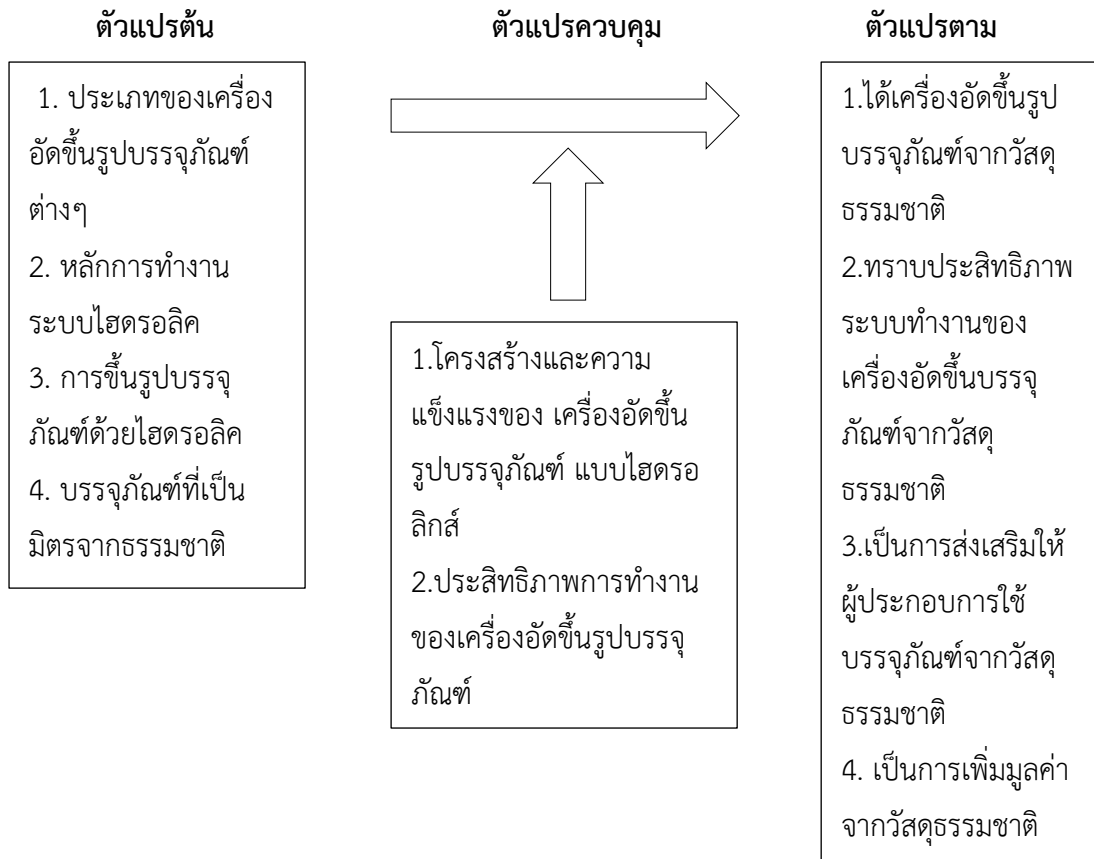 ตัวแปรต้น
1. ประเภทของเครื่อง
อัดขึ้นรูปบรรจุภัณฑ์
ต่างๆ
2. หลักการทำงาน
ระบบไฮดรอลิค
3. การขึ้นรูปบรรจุ
ภัณฑ์ด้วยไฮดรอลิค
4. บรรจุภัณฑ์ที่เป็น
มิตรจากธรรมชาติ
ตัวแปรควบคุม
1.โครงสร้างและความ
แข็งแรงของ เครื่องอัดขึ้น
รูปบรรจุภัณฑ์ แบบไฮดรอ
ลิกส์
2.ประสิทธิภาพการทำงาน
ของเครื่องอัดขึ้นรูปบรรจุ
ภัณฑ์
ตัวแปรตาม
1.ได้เครื่องอัดขึ้นรูป
บรรจุภัณฑ์จากวัสดุ
ธรรมชาติ
2.ทราบประสิทธิภาพ
ระบบทำงานของ
เครื่องอัดขึ้นบรรจุ
ภัณฑ์จากวัสดุ
ธรรมชาติ
3.เป็นการส่งเสริมให้
ผู้ประกอบการใช้
บรรจุภัณฑ์จากวัสดุ
ธรรมชาติ
4. เป็นการเพิ่มมูลค่า
จากวัสดุธรรมชาติ